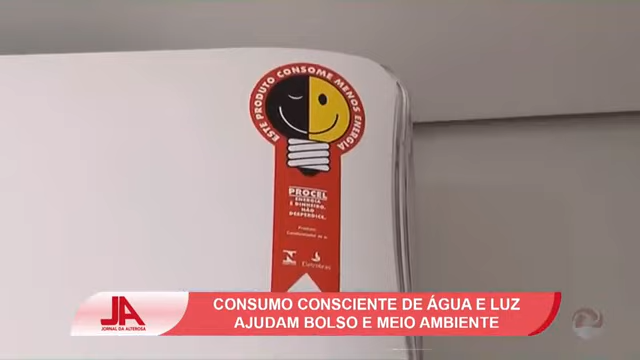 ESTE PRODUTO CONSOME MENOS ENERGIA
PROCEL
ENERGIA
É DINHEIRO.
NÃO
DESPERDICE.
JA
JORNAL DA ALTEROSA
CONSUMO CONSCIENTE DE ÁGUA E LUZ
AJUDAM BOLSO E MEIO AMBIENTE